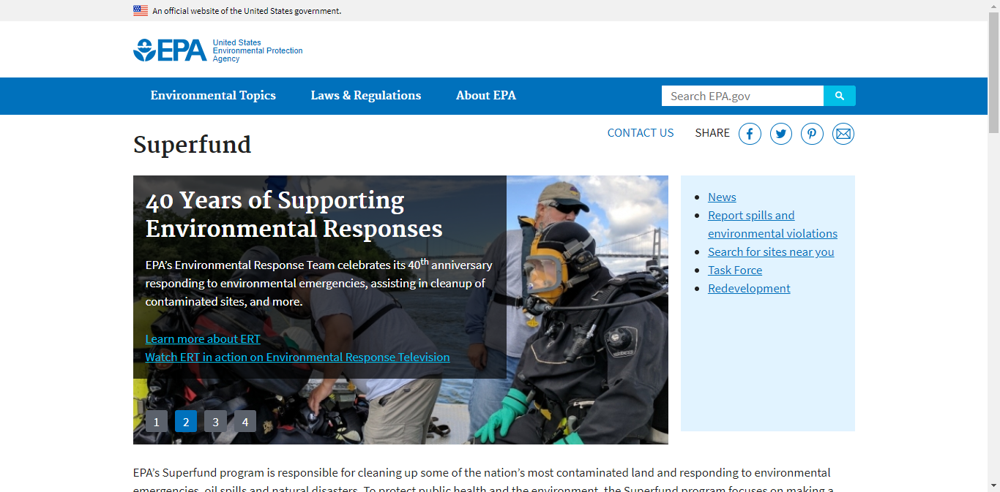 An official website of the United States government.
EPA
United States
Environmental Protection
Agency
Environmental Topics
Laws & Regulations
About EPA
Search EPA.gov
CONTACT US
SHARE
Superfund
40 Years of Supporting
Environmental Responses
EPA’s Environmental Response Team celebrates its 40th anniversary
responding to environmental emergencies, assisting in cleanup of
contaminated sites, and more.
Learn more about ERT
Watch ERT in action on Environmental Response Television
1
2
3
4
News
Report spills and
environmental violations
Search for sites near you
Task Force
Redevelopment
EPA’s Superfund program is responsible for cleaning up some of the nation’s most contaminated land and responding to environmental
emergencies, oil spills and natural disasters. To protect public health and the environment, the Superfund program focuses on making a